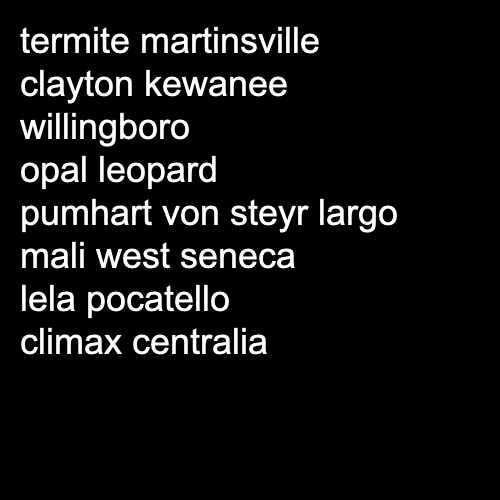 termite martinsville
clayton kewanee
willingboro
opal leopard
pumhart von steyr largo
mali west seneca
lela pocatello
climax centralia